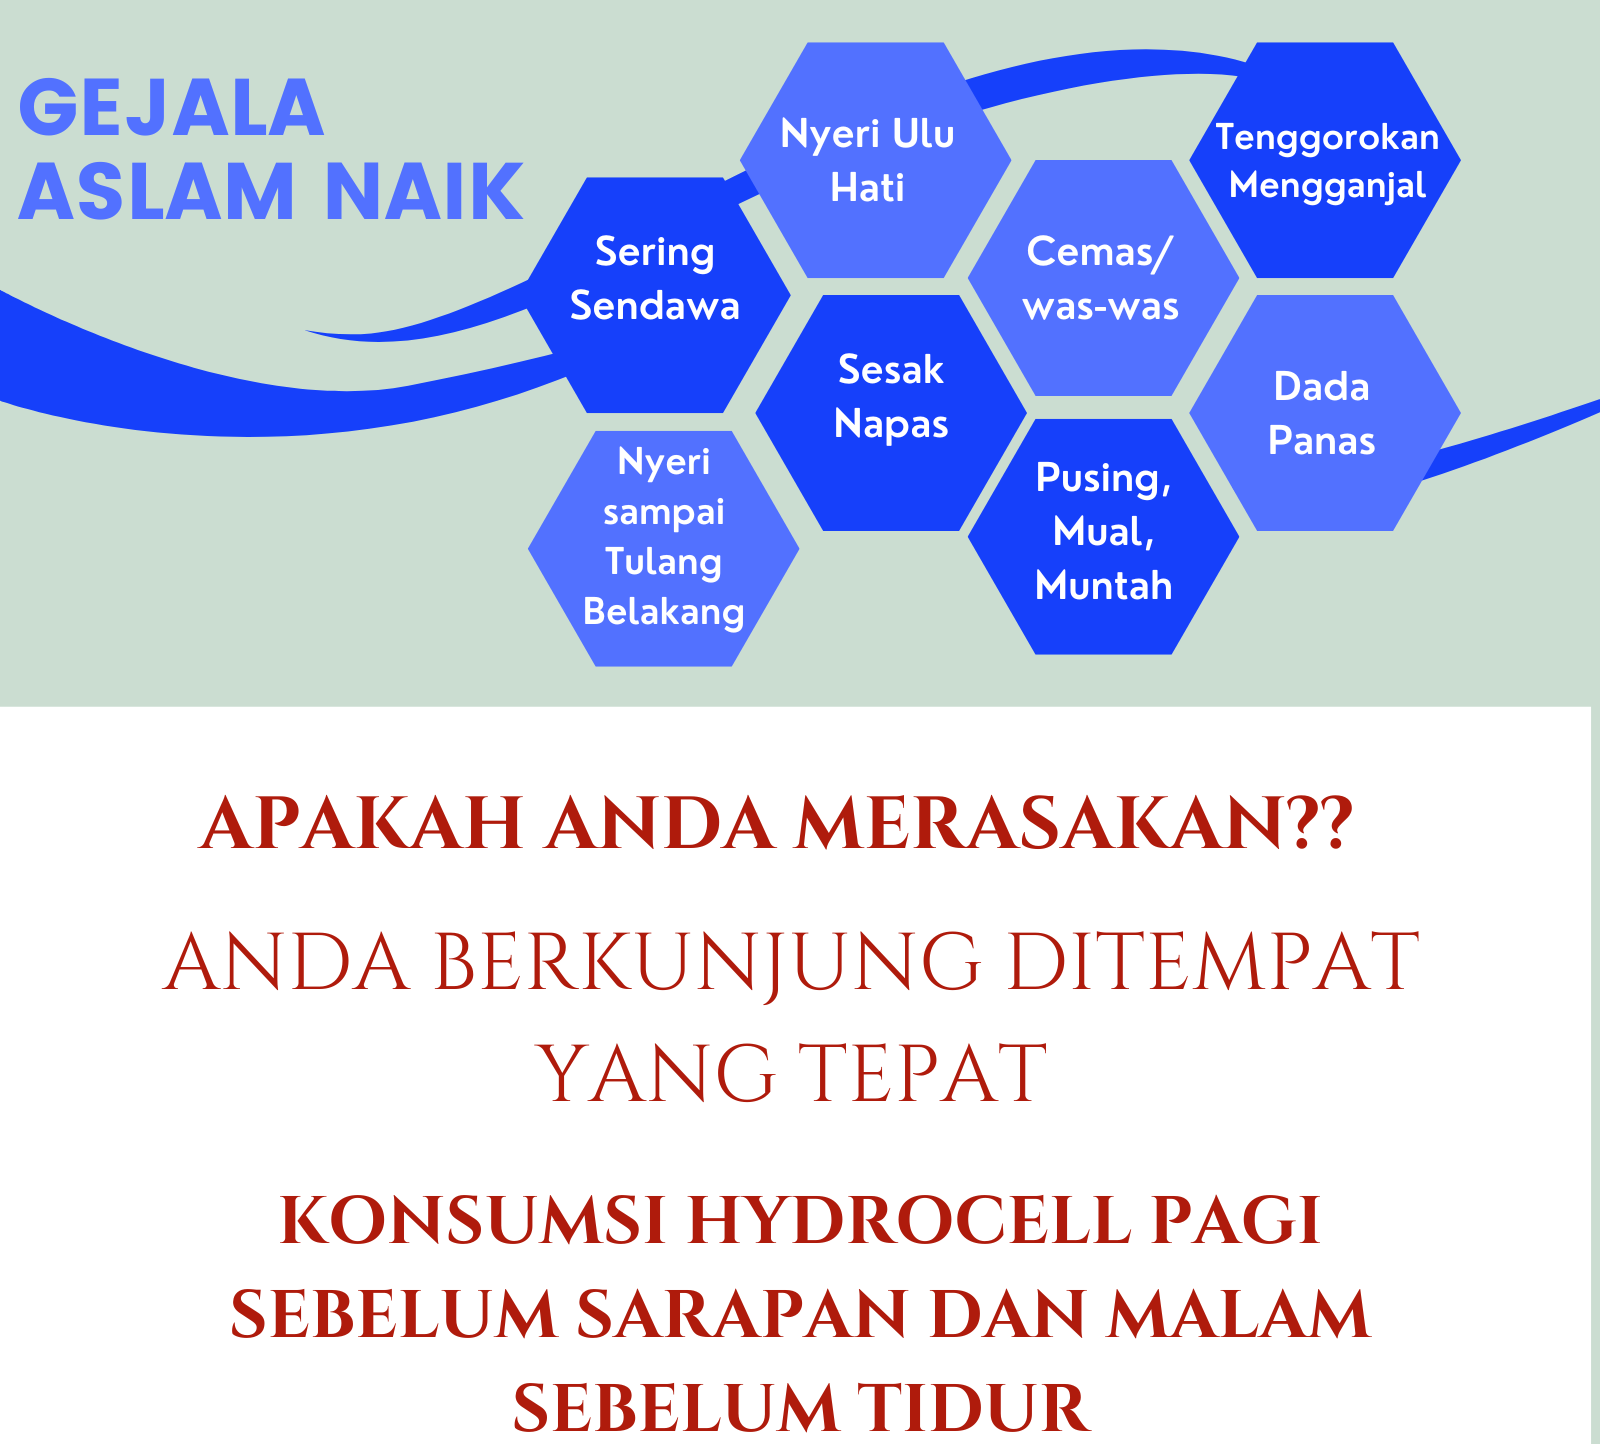 GEJALA
ASLAM NAIK
Sering
Sendawa
Nyeri Ulu
Hati
Tenggorokan
Mengganjal
Cemas/
was-was
Sesak
Napas
Dada
Panas
Nyeri
sampai
Tulang
Belakang
Pusing,
Mual,
Muntah
APAKAH ANDA MERASAKAN??
ANDA BERKUNJUNG DITEMPAT
YANG TEPAT
KONSUMSI HYDROCELL PAGI
SEBELUM SARAPAN DAN MALAM
SEBELUM TIDUR